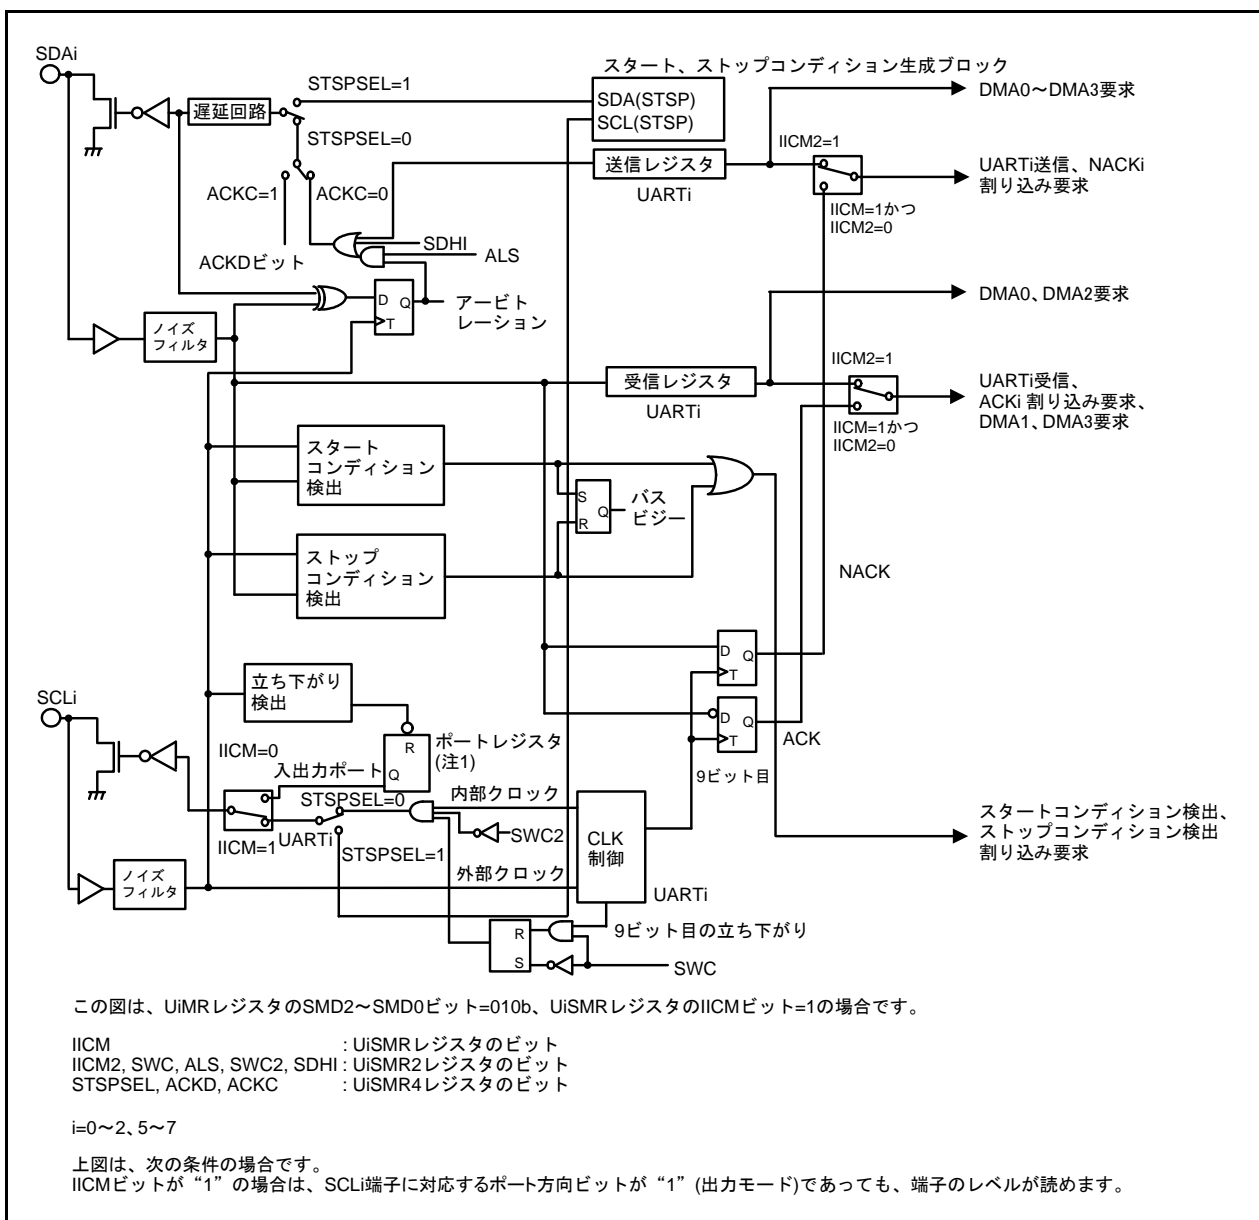 SDAi
STSPSEL=1
遅延回路
STSPSEL=0
ACKC=1
ACKC=0
ACKDビット
SDHI
ALS
スタート、ストップコンディション生成ブロック
SDA(STSP)
SCL(STSP)
送信レジスタ
UARTi
IICM2=1
IICM=1かつ
IICM2=0
DMA0～DMA3要求
UARTi送信、NACKi
割り込み要求
D
Q
T
アービト
レーション
ノイズ
フィルタ
受信レジスタ
UARTi
IICM2=1
IICM=1かつ
IICM2=0
DMA0、DMA2要求
UARTi受信、
ACKi 割り込み要求、
DMA1、DMA3要求
スタート
コンディション
検出
S
R
Q
バス
ビジー
ストップ
コンディション
検出
NACK
D
Q
T
D
Q
T
ACK
9ビット目
SCLi
立ち下がり
検出
R
Q
ポートレジスタ
(注1)
IICM=0
入出力ポート
STSPSEL=0
内部クロック
IICM=1
UARTi
STSPSEL=1
SWC2
外部クロック
CLK
制御
UARTi
ノイズ
フィルタ
R
S
9ビット目の立ち下がり
SWC
スタートコンディション検出、
ストップコンディション検出
割り込み要求
この図は、UiMRレジスタのSMD2～SMD0ビット=010b、UiSMRレジスタのIICMビット=1の場合です。
IICM : UiSMRレジスタのビット
IICM2, SWC, ALS, SWC2, SDHI : UiSMR2レジスタのビット
STSPSEL, ACKD, ACKC : UiSMR4レジスタのビット
i=0～2、5～7
上図は、次の条件の場合です。
IICMビットが“1”の場合は、SCLi端子に対応するポート方向ビットが“1”(出力モード)であっても、端子のレベルが読めます。